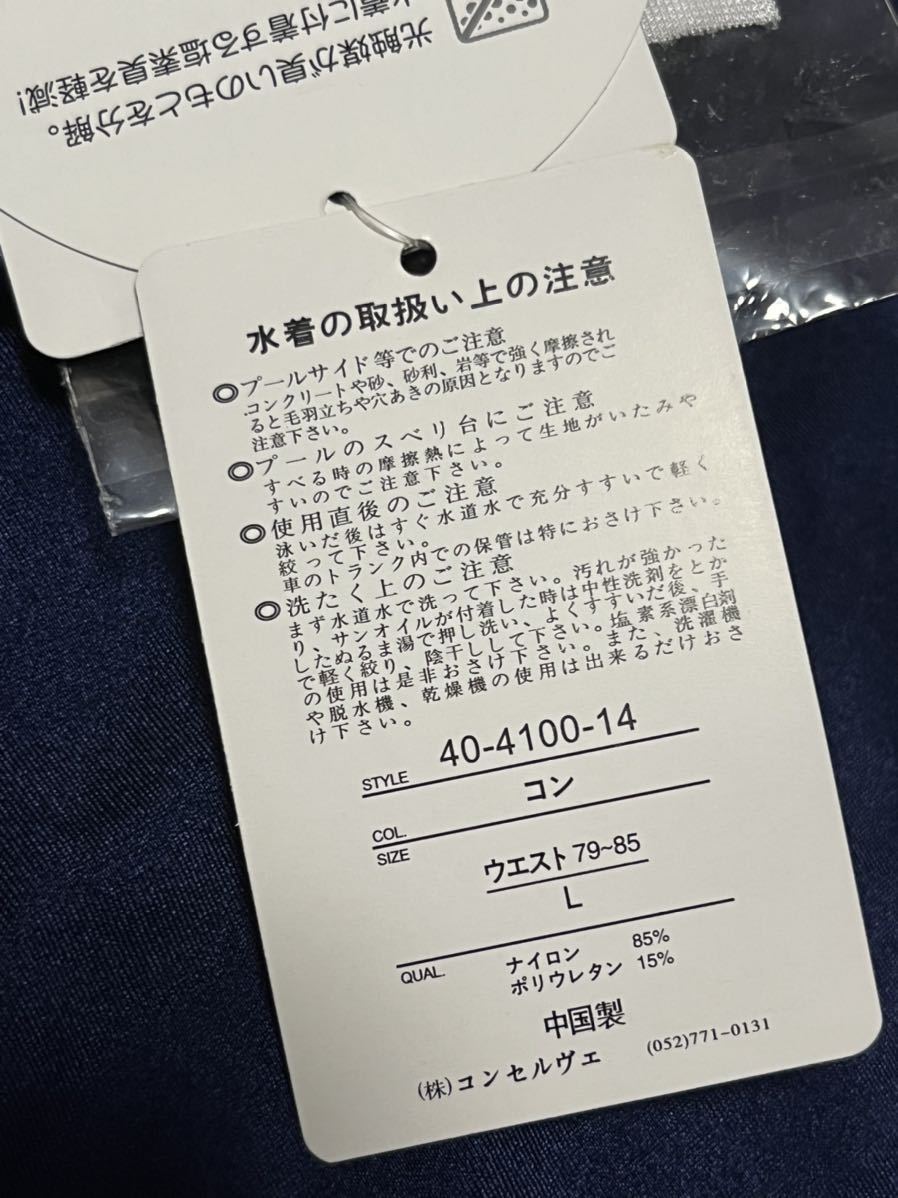 光触媒が臭いのもとを分解。
水着に付着する塩素臭を軽減!
水着の取扱い上の注意
◎プールサイド等でのご注意
コンクリートや砂、砂利、岩等で強く摩擦され
ると毛羽立ちや穴あきの原因となりますのでご
注意下さい。
◎プールのスベリ台にご注意
すべる時の摩擦熱によって生地がいたみや
すいのでご注意下さい。
◎使用直後のご注意
泳いだ後はすぐ水道水で充分すすいで軽く
絞って下さい。
車のトランク内での保管は特におさけ下さい。
◎洗たく上のご注意
まず水道水で洗って下さい。汚れが強かった
り、サンオイルが付着した時は中性洗剤をとか
したぬるま湯で押し洗い、よくすすいだ後、手
で軽く絞り、陰干しして下さい。塩素系漂白剤
の使用は是非おさけ下さい。また、洗濯機
や脱水機、乾燥機の使用は出来るだけおさ
け下さい。
STYLE 40-4100-14
COL. コン
SIZE ウエスト79~85
L
QUAL. ナイロン 85%
ポリウレタン 15%
中国製
(株)コンセルヴェ (052)771-0131